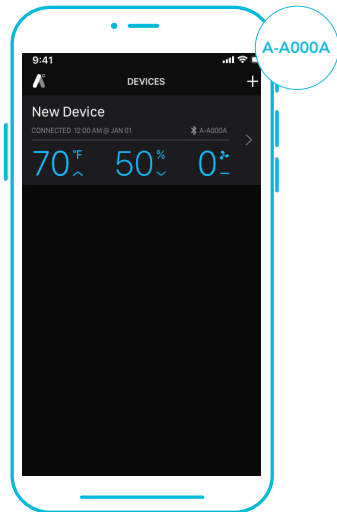 A-A000A
9:41
DEVICES
New Device
CONNECTED 12:00 AM @ JAN 01 A-A000A
70°F 50% 0